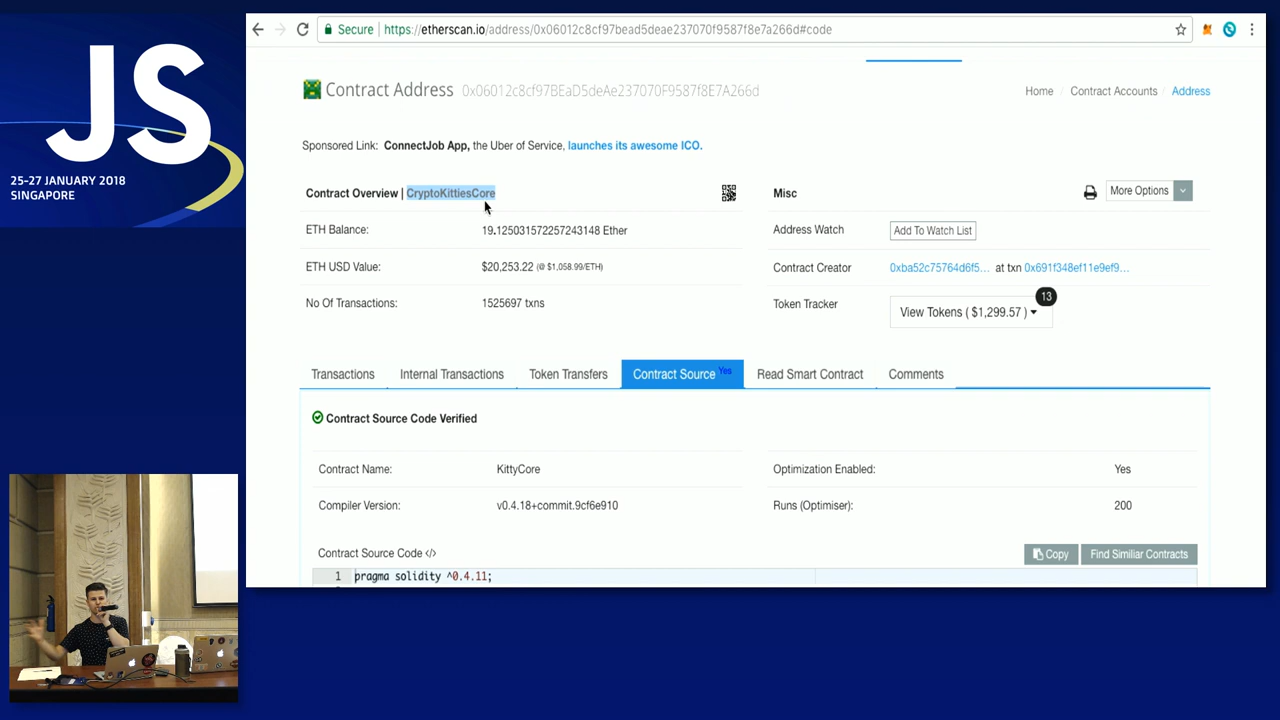 JS
25-27 JANUARY 2018
SINGAPORE
Secure https://etherscan.io/address/0x06012c8cf97bead5deae237070f9587f8e7a266d#code
Contract Address 0x06012c8cf97BEaD5deAe237070F9587f8E7A266d
Home Contract Accounts Address
Sponsored Link: ConnectJob App, the Uber of Service, launches its awesome ICO.
Contract Overview | CryptoKittiesCore
ETH Balance: 19.125031572257243148 Ether
ETH USD Value: $20,253.22 (@ $1,058.99/ETH)
No Of Transactions: 1525697 txns
Misc More Options
Address Watch Add To Watch List
Contract Creator 0xba52c75764d6f5... at txn 0x691f348ef11e9ef9...
13
Token Tracker View Tokens ( $1,299.57 )
Transactions Internal Transactions Token Transfers Contract Source Yes Read Smart Contract Comments
Contract Source Code Verified
Contract Name: KittyCore
Compiler Version: v0.4.18+commit.9cf6e910
Optimization Enabled: Yes
Runs (Optimiser): 200
Contract Source Code </>
Copy Find Similiar Contracts
1 pragma solidity ^0.4.11;